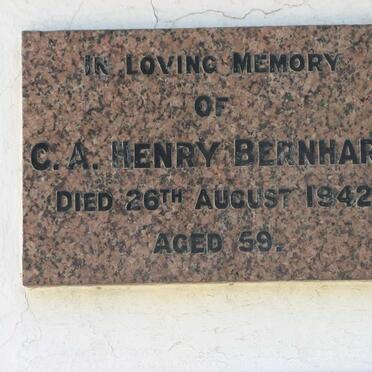 IN LOVING MEMORY
OF
C. A. HENRY BERNHAR
DIED 26TH AUGUST 1942
AGED 59.